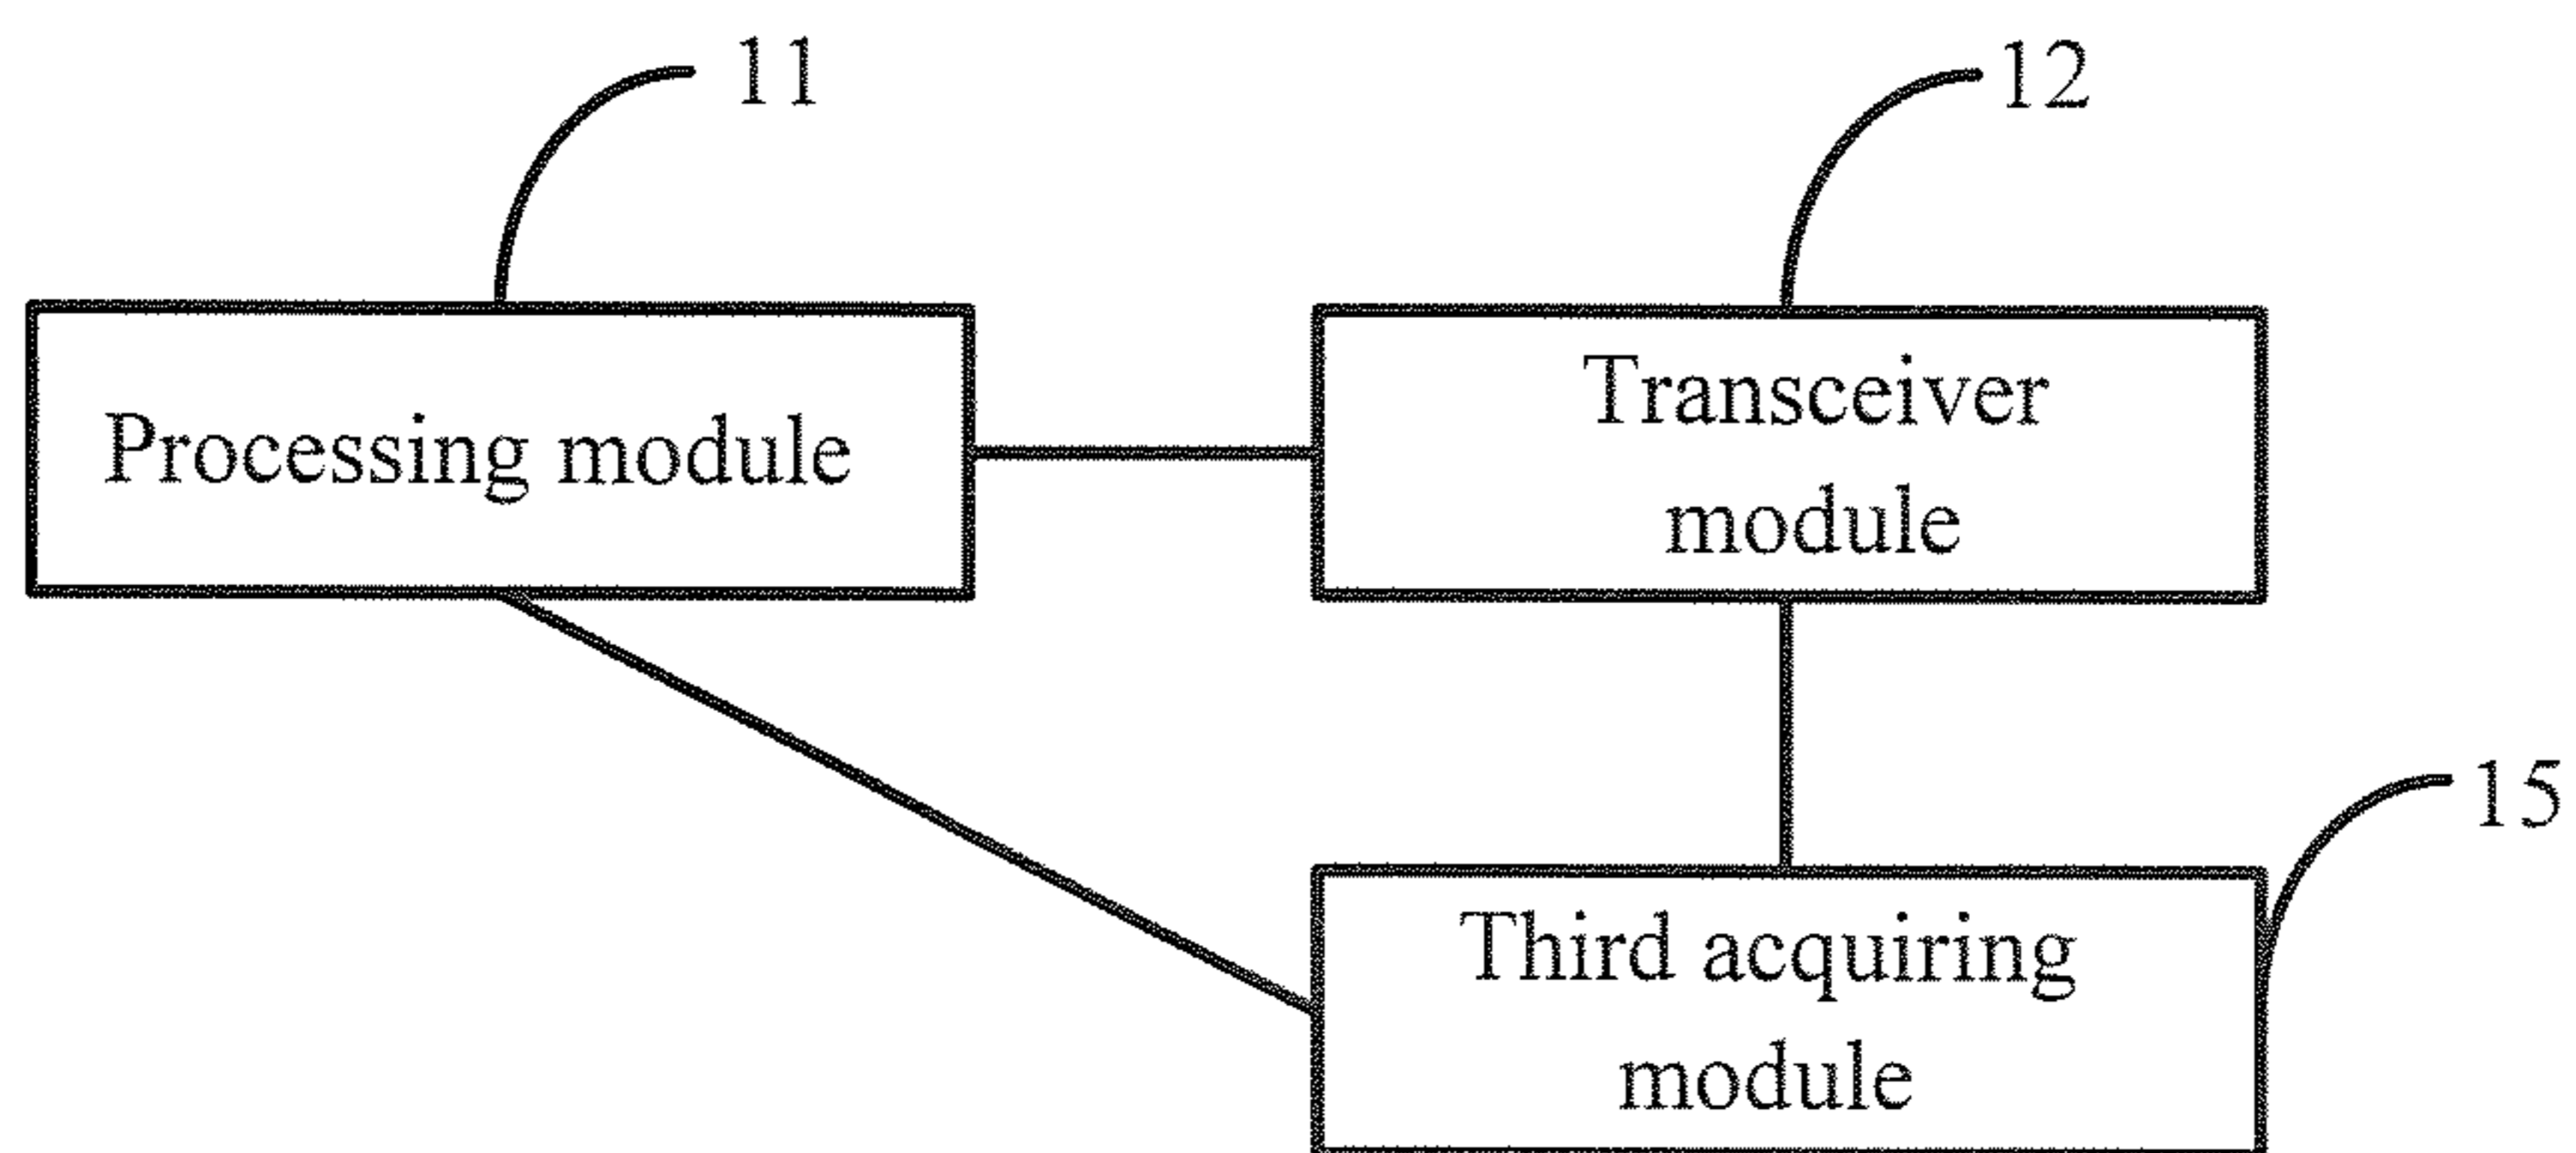 11
12
Processing module
Transceiver
module
15
Third acquiring
module